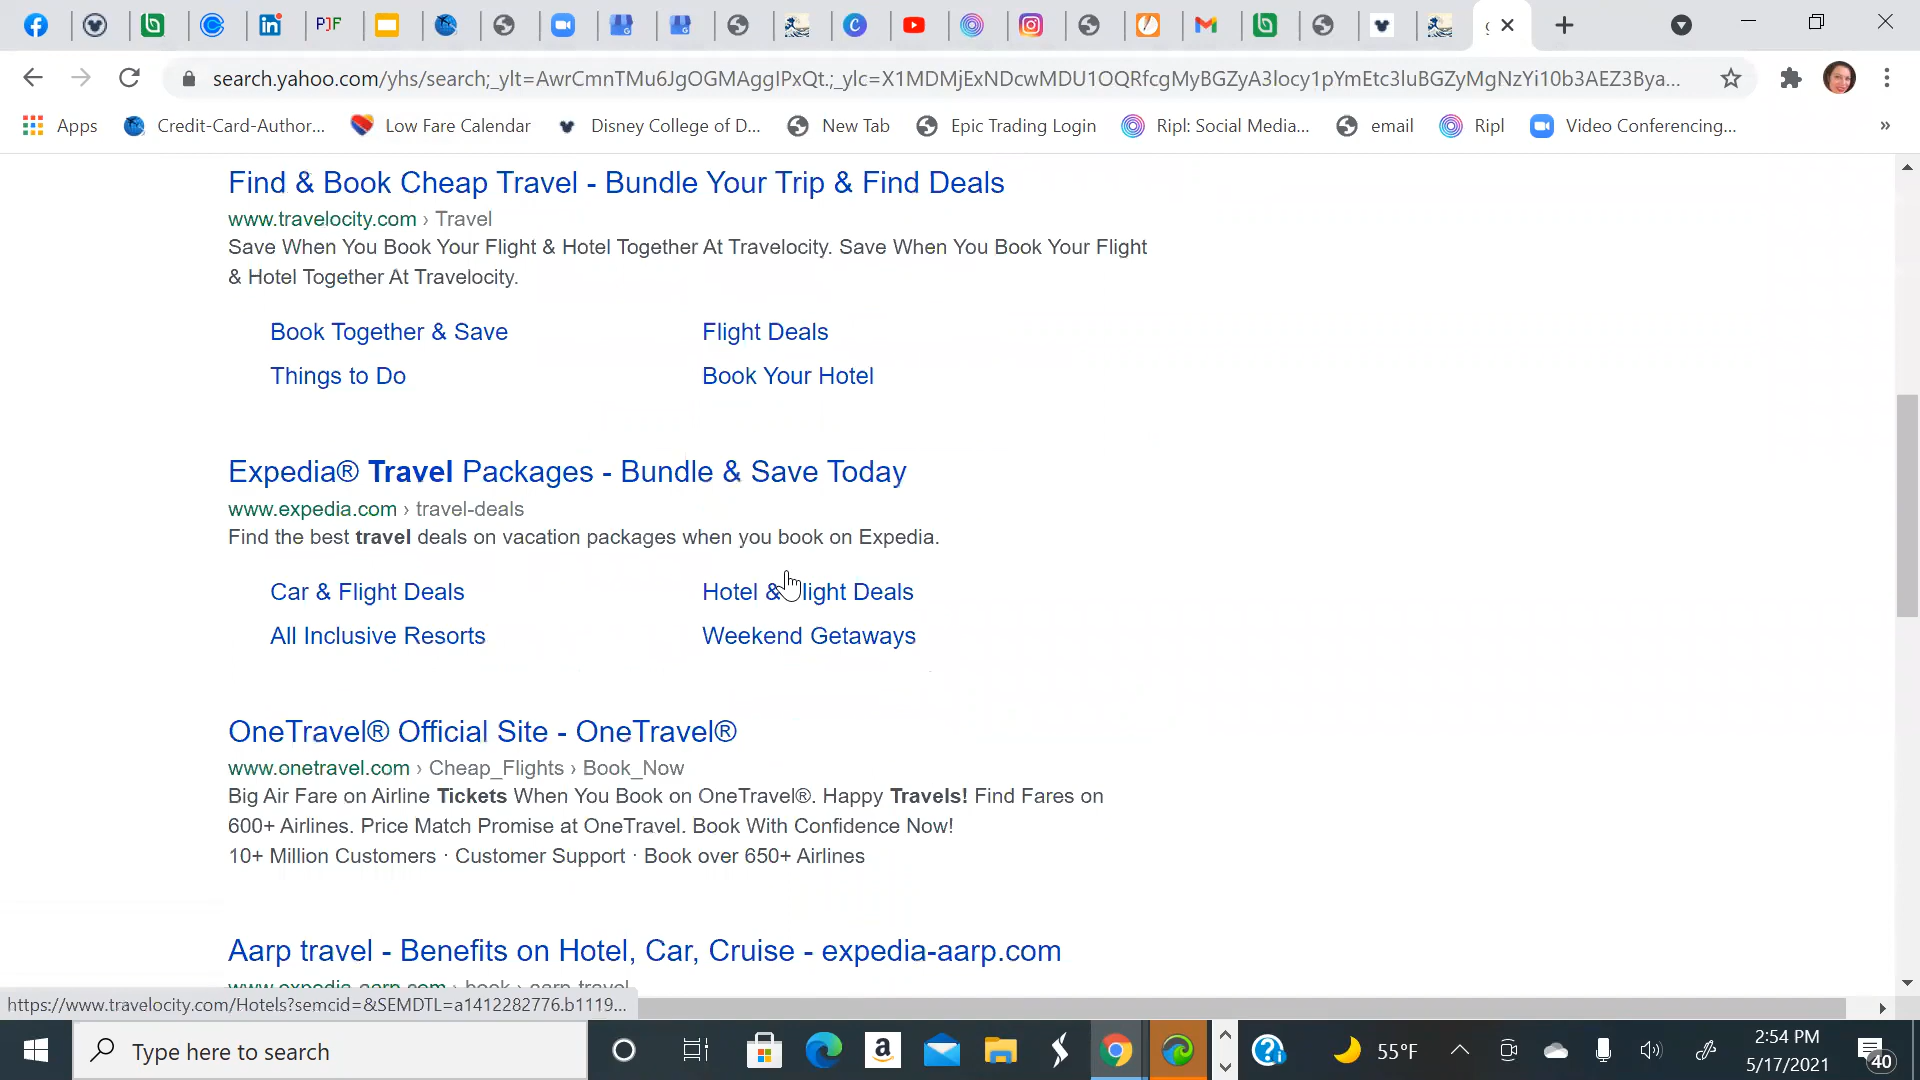 search.yahoo.com/yhs/search;_ylt=AwrCmnTMu6JgOGMAggIPxQt.;_ylc=X1MDMjExNDcwMDU1OQRfcgMyBGZyA3locy1pYmEtc3luBGZyMgNzYi10b3AEZ3Bya...
Apps Credit-Card-Author... Low Fare Calendar Disney College of D... New Tab Epic Trading Login Ripl: Social Media... email Ripl Video Conferencing... »
Find & Book Cheap Travel - Bundle Your Trip & Find Deals
www.travelocity.com › Travel
Save When You Book Your Flight & Hotel Together At Travelocity. Save When You Book Your Flight
& Hotel Together At Travelocity.
Book Together & Save Flight Deals
Things to Do Book Your Hotel
Expedia® Travel Packages - Bundle & Save Today
www.expedia.com › travel-deals
Find the best travel deals on vacation packages when you book on Expedia.
Car & Flight Deals Hotel & Flight Deals
All Inclusive Resorts Weekend Getaways
OneTravel® Official Site - OneTravel®
www.onetravel.com › Cheap_Flights › Book_Now
Big Air Fare on Airline Tickets When You Book on OneTravel®. Happy Travels! Find Fares on
600+ Airlines. Price Match Promise at OneTravel. Book With Confidence Now!
10+ Million Customers · Customer Support · Book over 650+ Airlines
Aarp travel - Benefits on Hotel, Car, Cruise - expedia-aarp.com
www.expedia-aarp.com › book › aarp-travel
https://www.travelocity.com/Hotels?semcid=&SEMDTL=a1412282776.b1119...
Type here to search
55°F
2:54 PM
5/17/2021
40